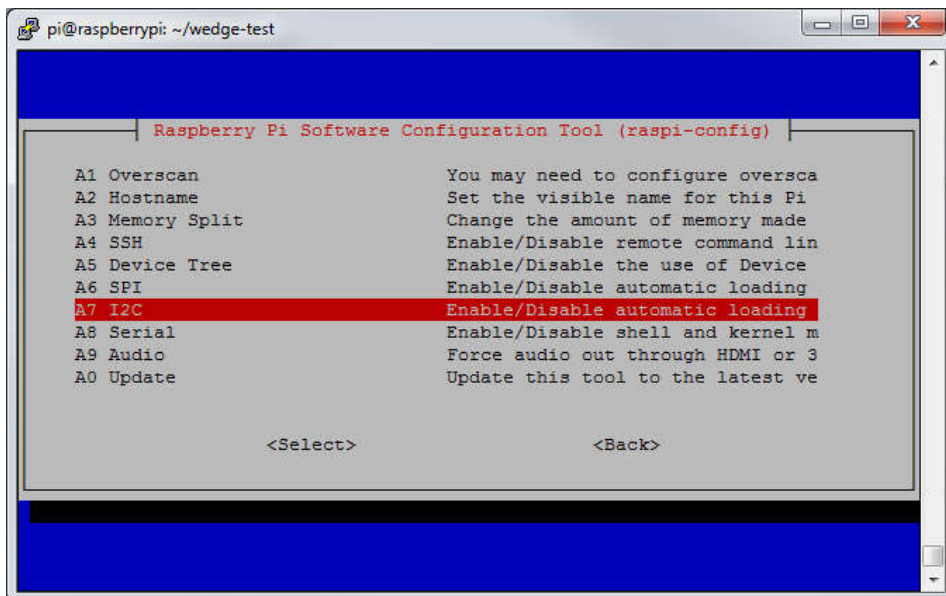 pi@raspberrypi: ~/wedge-test
Raspberry Pi Software Configuration Tool (raspi-config)
A1 Overscan You may need to configure oversca
A2 Hostname Set the visible name for this Pi
A3 Memory Split Change the amount of memory made
A4 SSH Enable/Disable remote command lin
A5 Device Tree Enable/Disable the use of Device
A6 SPI Enable/Disable automatic loading
A7 I2C Enable/Disable automatic loading
A8 Serial Enable/Disable shell and kernel m
A9 Audio Force audio out through HDMI or 3
A0 Update Update this tool to the latest ve
<Select> <Back>